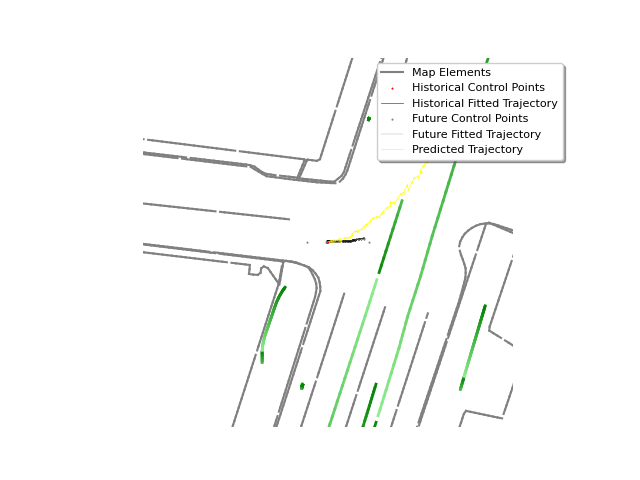 Map Elements
Historical Control Points
Historical Fitted Trajectory
Future Control Points
Future Fitted Trajectory
Predicted Trajectory